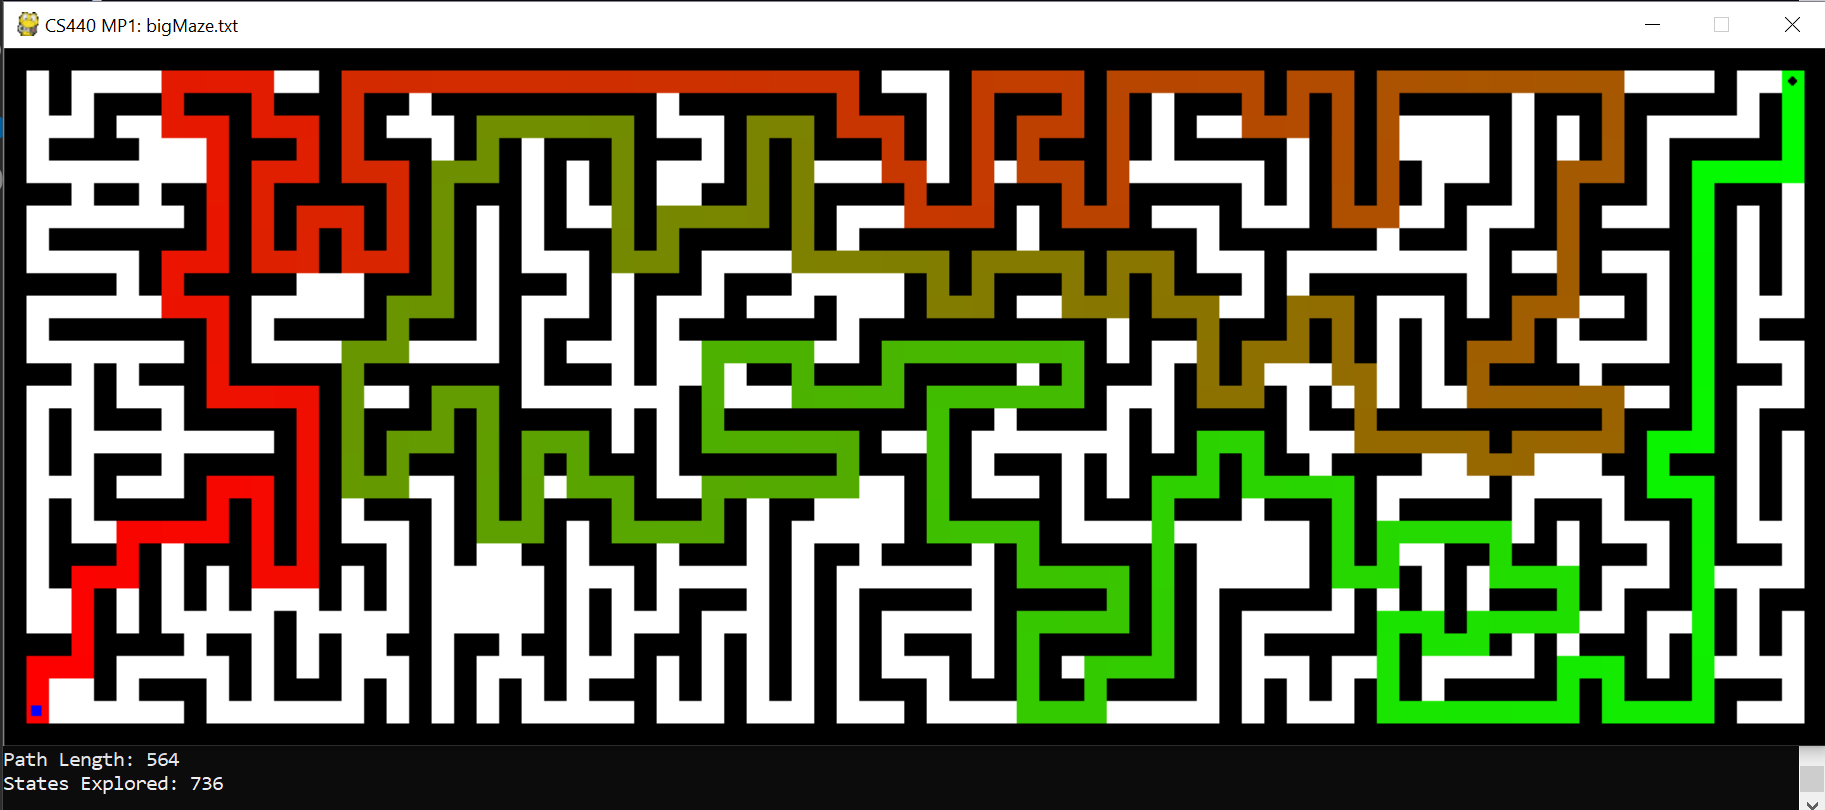 CS440 MP1: bigMaze.txt
Path Length: 564
States Explored: 736